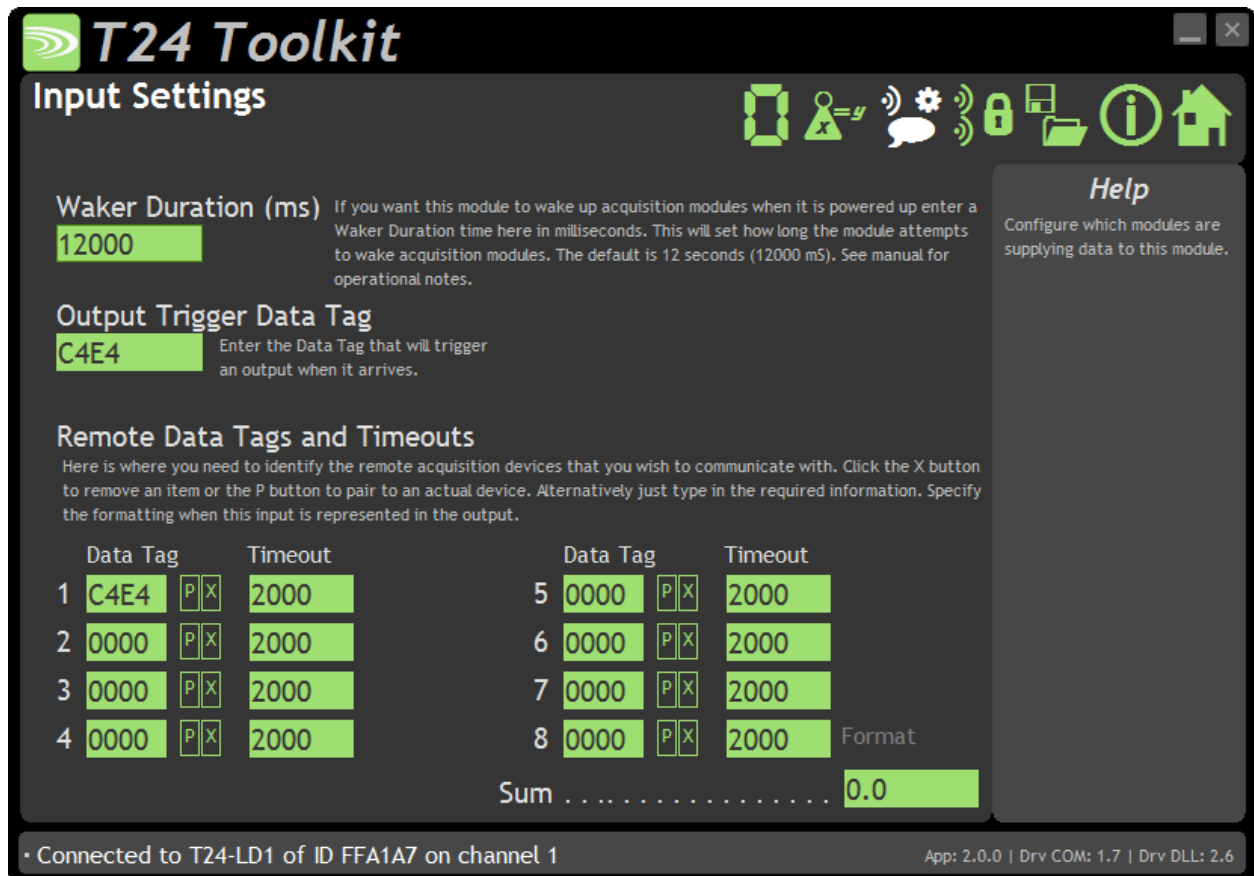 T24 Toolkit
Input Settings
x=y
Waker Duration (ms)
12000
If you want this module to wake up acquisition modules when it is powered up enter a
Waker Duration time here in milliseconds. This will set how long the module attempts
to wake acquisition modules. The default is 12 seconds (12000 mS). See manual for
operational notes.
Output Trigger Data Tag
C4E4
Enter the Data Tag that will trigger
an output when it arrives.
Remote Data Tags and Timeouts
Here is where you need to identify the remote acquisition devices that you wish to communicate with. Click the X button
to remove an item or the P button to pair to an actual device. Alternatively just type in the required information. Specify
the formatting when this input is represented in the output.
Data Tag Timeout Data Tag Timeout
1 C4E4 P X 2000 5 0000 P X 2000
2 0000 P X 2000 6 0000 P X 2000
3 0000 P X 2000 7 0000 P X 2000
4 0000 P X 2000 8 0000 P X 2000 Format
Sum . . . . . . . . . . . . . . . . . 0.0
Help
Configure which modules are
supplying data to this module.
Connected to T24-LD1 of ID FFA1A7 on channel 1
App: 2.0.0 | Drv COM: 1.7 | Drv DLL: 2.6